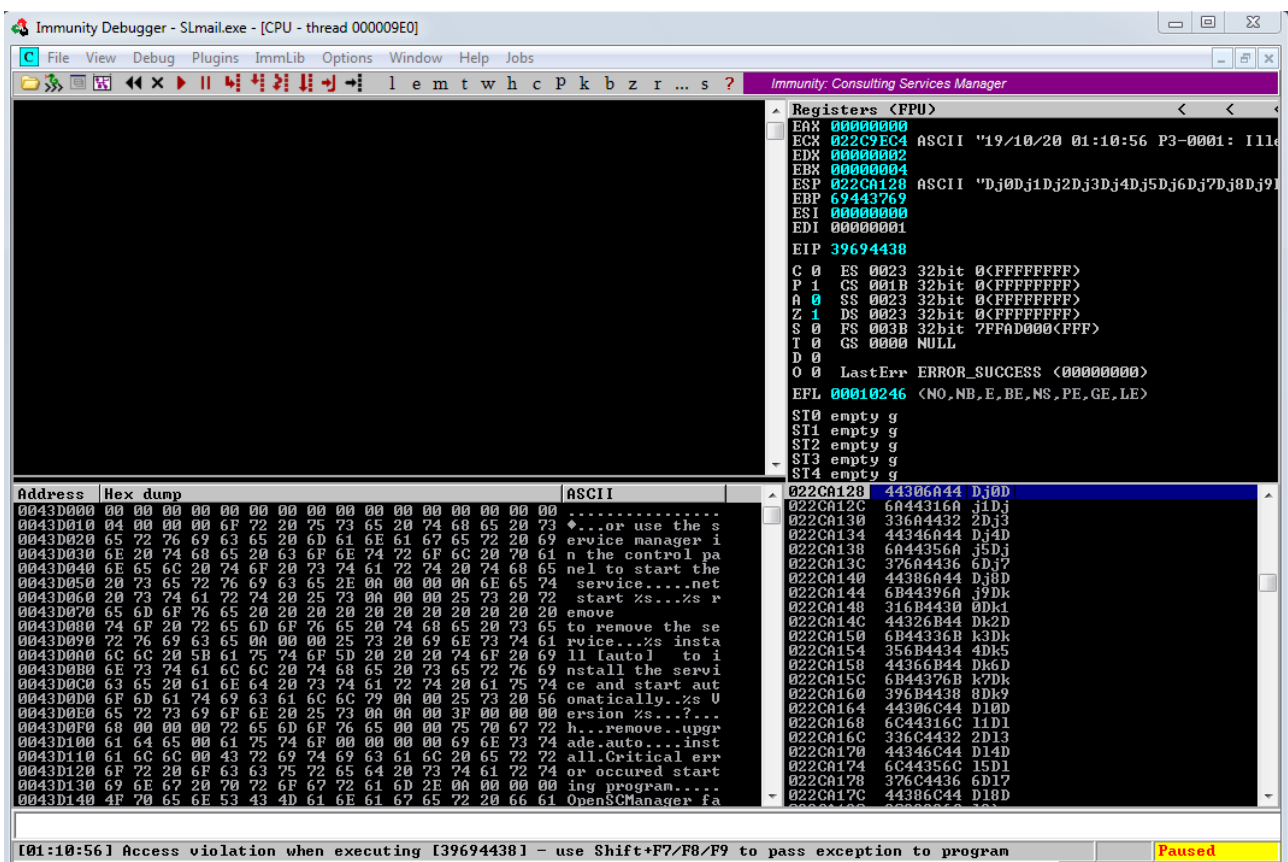 Immunity Debugger - SLmail.exe - [CPU - thread 000009E0]
C File View Debug Plugins ImmLib Options Window Help Jobs
l e m t w h c P k b z r ... s ? Immunity: Consulting Services Manager
Registers (FPU) < < <
EAX 00000000
ECX 022C9EC4 ASCII "19/10/20 01:10:56 P3-0001: Ille
EDX 00000002
EBX 00000004
ESP 022CA128 ASCII "Dj0Dj1Dj2Dj3Dj4Dj5Dj6Dj7Dj8Dj9D
EBP 69443769
ESI 00000000
EDI 00000001
EIP 39694438
C 0 ES 0023 32bit 0(FFFFFFFF)
P 1 CS 001B 32bit 0(FFFFFFFF)
A 0 SS 0023 32bit 0(FFFFFFFF)
Z 1 DS 0023 32bit 0(FFFFFFFF)
S 0 FS 003B 32bit 7FFAD000(FFF)
T 0 GS 0000 NULL
D 0
O 0 LastErr ERROR_SUCCESS (00000000)
EFL 00010246 (NO,NB,E,BE,NS,PE,GE,LE)
ST0 empty g
ST1 empty g
ST2 empty g
ST3 empty g
ST4 empty g
Address Hex dump ASCII
0043D000 00 00 00 00 00 00 00 00 00 00 00 00 00 00 00 00 ................
0043D010 04 00 00 00 6F 72 20 75 73 65 20 74 68 65 20 73 ♦...or use the s
0043D020 65 72 76 69 63 65 20 6D 61 6E 61 67 65 72 20 69 ervice manager i
0043D030 6E 20 74 68 65 20 63 6F 6E 74 72 6F 6C 20 70 61 n the control pa
0043D040 6E 65 6C 20 74 6F 20 73 74 61 72 74 20 74 68 65 nel to start the
0043D050 20 73 65 72 76 69 63 65 2E 0A 00 00 0A 6E 65 74 service.....net
0043D060 20 73 74 61 72 74 20 25 73 0A 00 00 25 73 20 72 start %s...%s r
0043D070 65 6D 6F 76 65 20 20 20 20 20 20 20 20 20 20 20 emove
0043D080 74 6F 20 72 65 6D 6F 76 65 20 74 68 65 20 73 65 to remove the se
0043D090 72 76 69 63 65 0A 00 00 25 73 20 69 6E 73 74 61 rvice...%s insta
0043D0A0 6C 6C 20 5B 61 75 74 6F 5D 20 20 20 74 6F 20 69 ll [auto] to i
0043D0B0 6E 73 74 61 6C 6C 20 74 68 65 20 73 65 72 76 69 nstall the servi
0043D0C0 63 65 20 61 6E 64 20 73 74 61 72 74 20 61 75 74 ce and start aut
0043D0D0 6F 6D 61 74 69 63 61 6C 6C 79 0A 00 25 73 20 56 omatically..%s V
0043D0E0 65 72 73 69 6F 6E 20 25 73 0A 0A 00 3F 00 00 00 ersion %s...?...
0043D0F0 68 00 00 00 72 65 6D 6F 76 65 00 00 75 70 67 72 h...remove..upgr
0043D100 61 64 65 00 61 75 74 6F 00 00 00 00 69 6E 73 74 ade.auto....inst
0043D110 61 6C 6C 00 43 72 69 74 69 63 61 6C 20 65 72 72 all.Critical err
0043D120 6F 72 20 6F 63 63 75 72 65 64 20 73 74 61 72 74 or occured start
0043D130 69 6E 67 20 70 72 6F 67 72 61 6D 2E 0A 00 00 00 ing program.....
0043D140 4F 70 65 6E 53 43 4D 61 6E 61 67 65 72 20 66 61 OpenSCManager fa
022CA128 44306A44 Dj0D
022CA12C 6A44316A j1Dj
022CA130 336A4432 2Dj3
022CA134 44346A44 Dj4D
022CA138 6A44356A j5Dj
022CA13C 376A4436 6Dj7
022CA140 44386A44 Dj8D
022CA144 6B44396A j9Dk
022CA148 316B4430 0Dk1
022CA14C 44326B44 Dk2D
022CA150 6B44336B k3Dk
022CA154 356B4434 4Dk5
022CA158 44366B44 Dk6D
022CA15C 6B44376B k7Dk
022CA160 396B4438 8Dk9
022CA164 44306C44 Dl0D
022CA168 6C44316C l1Dl
022CA16C 336C4432 2Dl3
022CA170 44346C44 Dl4D
022CA174 6C44356C l5Dl
022CA178 376C4436 6Dl7
022CA17C 44386C44 Dl8D
[01:10:56] Access violation when executing [39694438] - use Shift+F7/F8/F9 to pass exception to program Paused